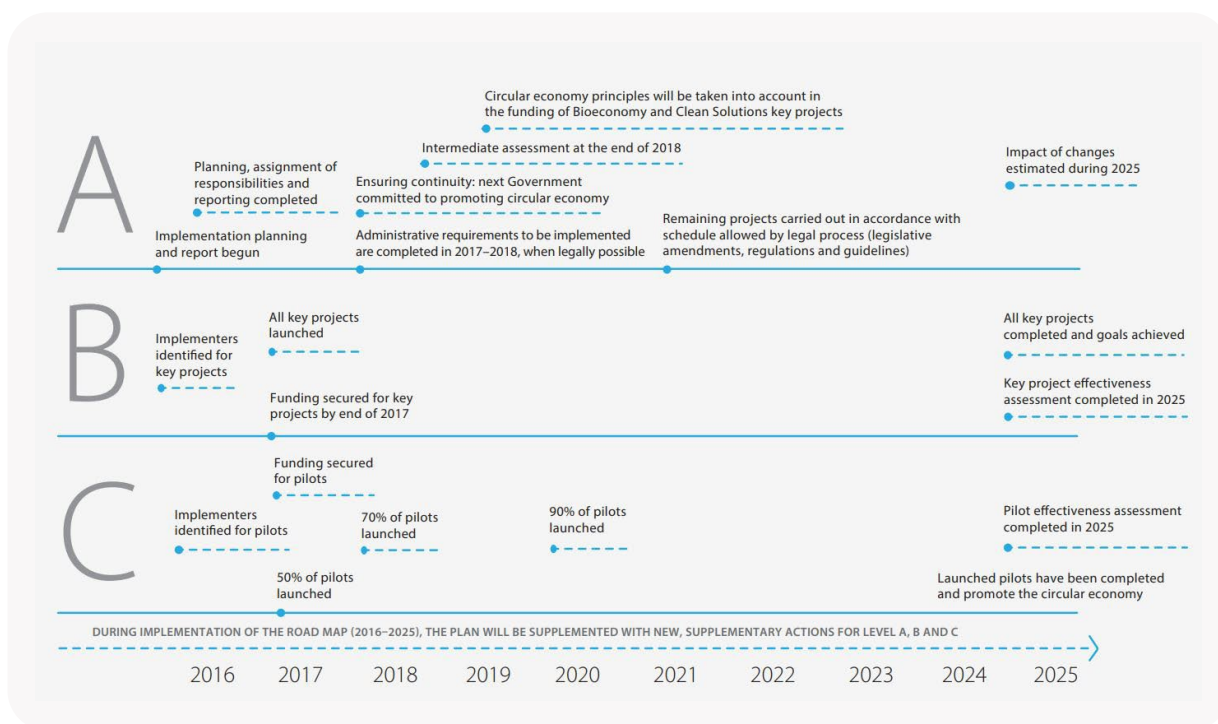 A
Circular economy principles will be taken into account in
the funding of Bioeconomy and Clean Solutions key projects
Intermediate assessment at the end of 2018
Planning, assignment of
responsibilities and
reporting completed
Ensuring continuity: next Government
committed to promoting circular economy
Impact of changes
estimated during 2025
Implementation planning
and report begun
Administrative requirements to be implemented
are completed in 2017–2018, when legally possible
Remaining projects carried out in accordance with
schedule allowed by legal process (legislative
amendments, regulations and guidelines)
B
Implementers
identified for
key projects
All key projects
launched
Funding secured for key
projects by end of 2017
All key projects
completed and goals achieved
Key project effectiveness
assessment completed in 2025
C
Funding secured
for pilots
Implementers
identified for pilots
70% of pilots
launched
90% of pilots
launched
Pilot effectiveness assessment
completed in 2025
50% of pilots
launched
Launched pilots have been completed
and promote the circular economy
DURING IMPLEMENTATION OF THE ROAD MAP (2016–2025), THE PLAN WILL BE SUPPLEMENTED WITH NEW, SUPPLEMENTARY ACTIONS FOR LEVEL A, B AND C
2016 2017 2018 2019 2020 2021 2022 2023 2024 2025